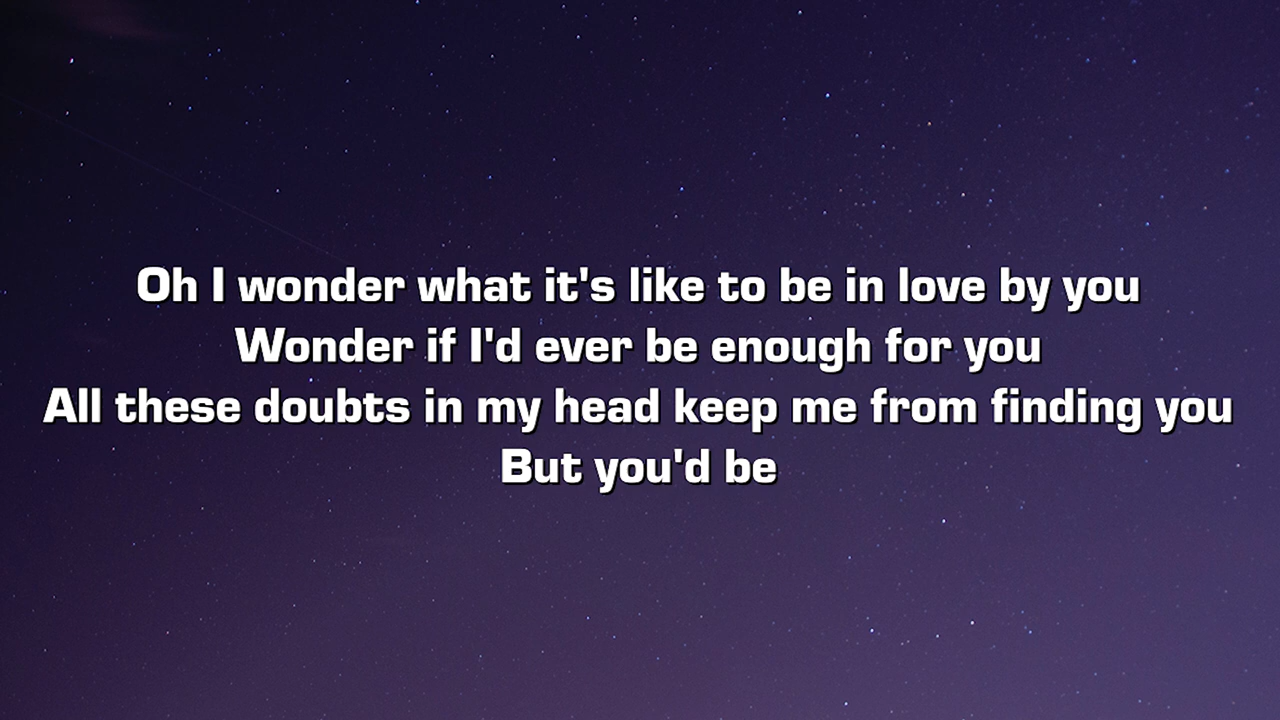 Oh I wonder what it's like to be in love by you
Wonder if I'd ever be enough for you
All these doubts in my head keep me from finding you
But you'd be